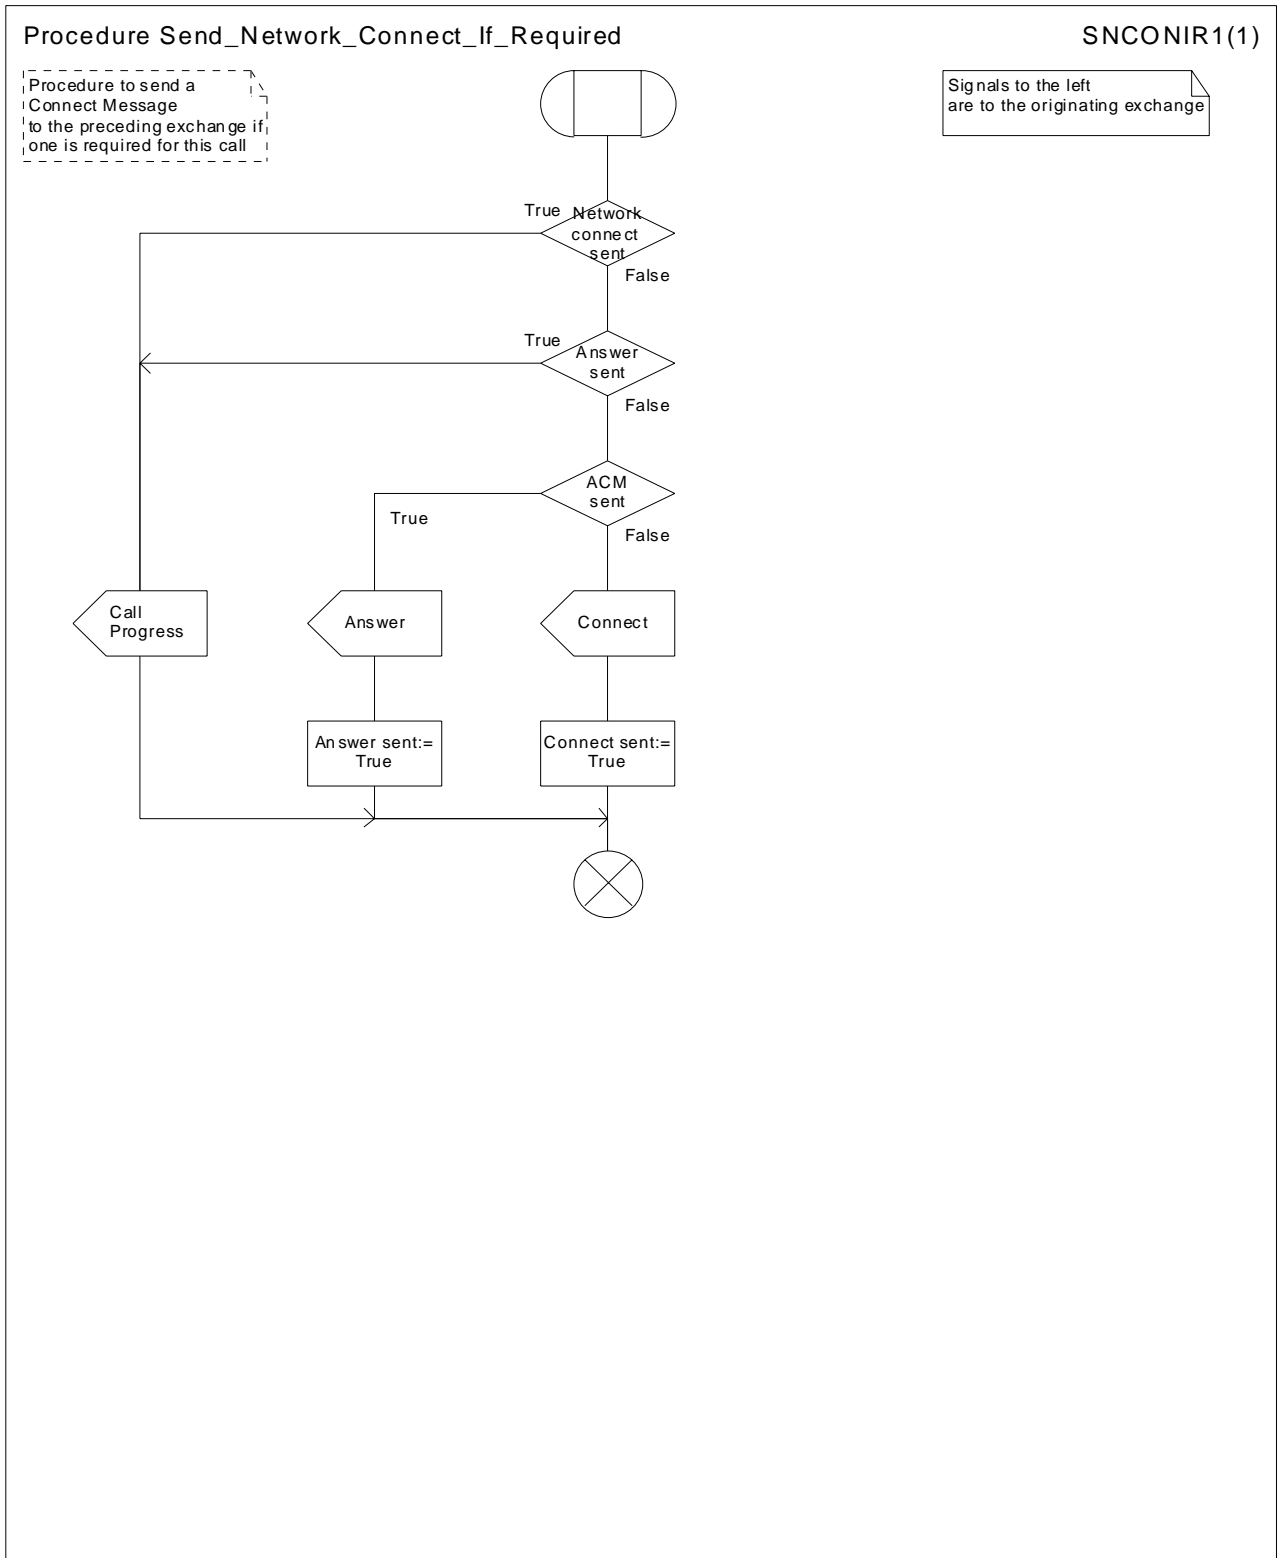 Procedure Send_Network_Connect_If_Required
SNCONIR1(1)
Procedure to send a
Connect Message
to the preceding exchange if
one is required for this call
Signals to the left
are to the originating exchange
True
Network
connect
sent
False
True
Answer
sent
False
ACM
sent
True
False
Call
Progress
Answer
Connect
Answer sent:=
True
Connect sent:=
True